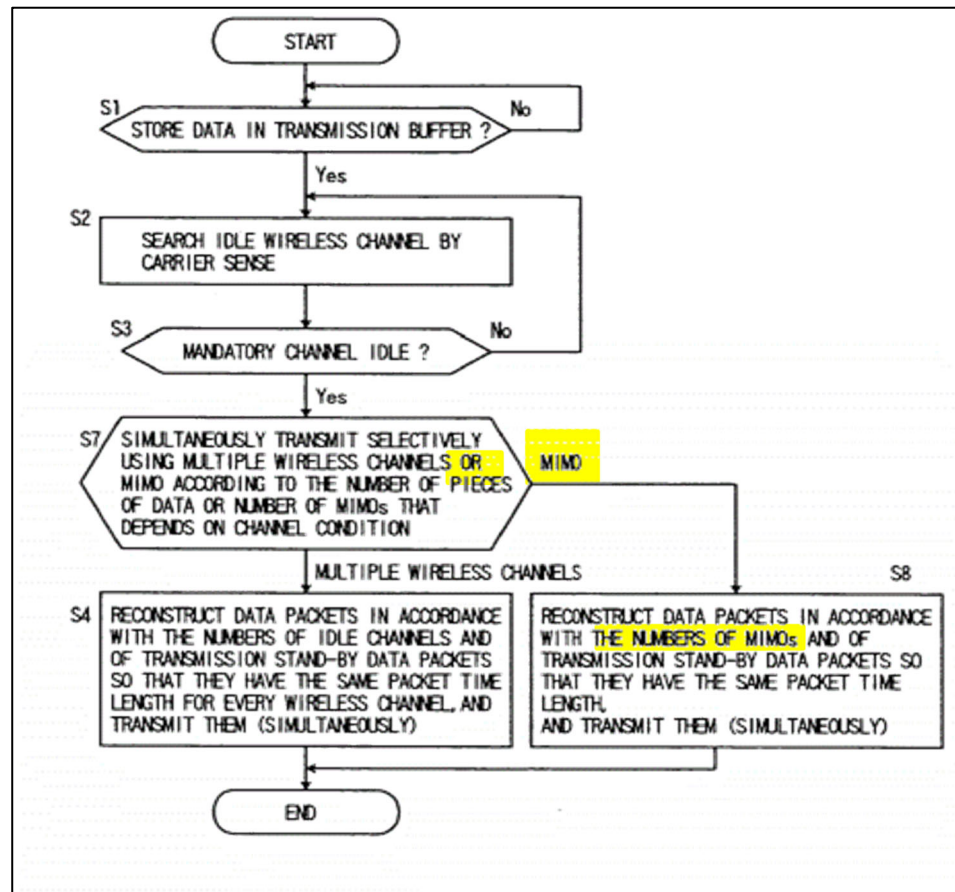 START
S1
No
STORE DATA IN TRANSMISSION BUFFER ?
Yes
S2
SEARCH IDLE WIRELESS CHANNEL BY
CARRIER SENSE
S3
No
MANDATORY CHANNEL IDLE ?
Yes
S7
SIMULTANEOUSLY TRANSMIT SELECTIVELY
USING MULTIPLE WIRELESS CHANNELS OR
MIMO ACCORDING TO THE NUMBER OF PIECES
OF DATA OR NUMBER OF MIMOs THAT
DEPENDS ON CHANNEL CONDITION
MIMO
MULTIPLE WIRELESS CHANNELS
S4
RECONSTRUCT DATA PACKETS IN ACCORDANCE
WITH THE NUMBERS OF IDLE CHANNELS AND
OF TRANSMISSION STAND-BY DATA PACKETS
SO THAT THEY HAVE THE SAME PACKET TIME
LENGTH FOR EVERY WIRELESS CHANNEL, AND
TRANSMIT THEM (SIMULTANEOUSLY)
S8
RECONSTRUCT DATA PACKETS IN ACCORDANCE
WITH THE NUMBERS OF MIMOs AND OF
TRANSMISSION STAND-BY DATA PACKETS SO
THAT THEY HAVE THE SAME PACKET TIME
LENGTH,
AND TRANSMIT THEM (SIMULTANEOUSLY)
END